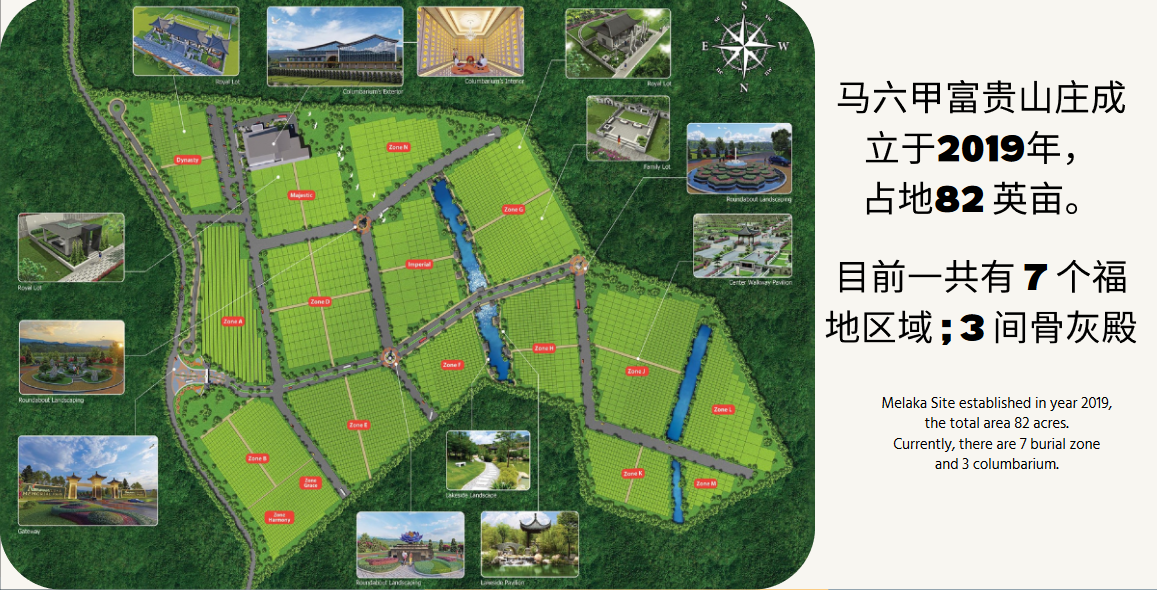 Royal Lot
Columbarium's Exterior
Columbarium's Interior
Royal Lot
S
E
W
N
Family Lot
Roundabout Landscaping
Center Walkway Pavilion
Dynasty
Zone N
Majestic
Zone G
Imperial
Royal Lot
Zone D
Zone A
Zone H
Zone F
Zone J
Zone L
Roundabout Landscaping
Zone E
Zone B
Zone K
Zone Grace
Zone M
Zone Harmony
Lakeside Landscape
Gateway
Roundabout Landscaping
Lakeside Pavilion
马六甲富贵山庄成
立于2019年，
占地82 英亩。
目前一共有 7 个福
地区域 ; 3 间骨灰殿
Melaka Site established in year 2019,
the total area 82 acres.
Currently, there are 7 burial zone
and 3 columbarium.